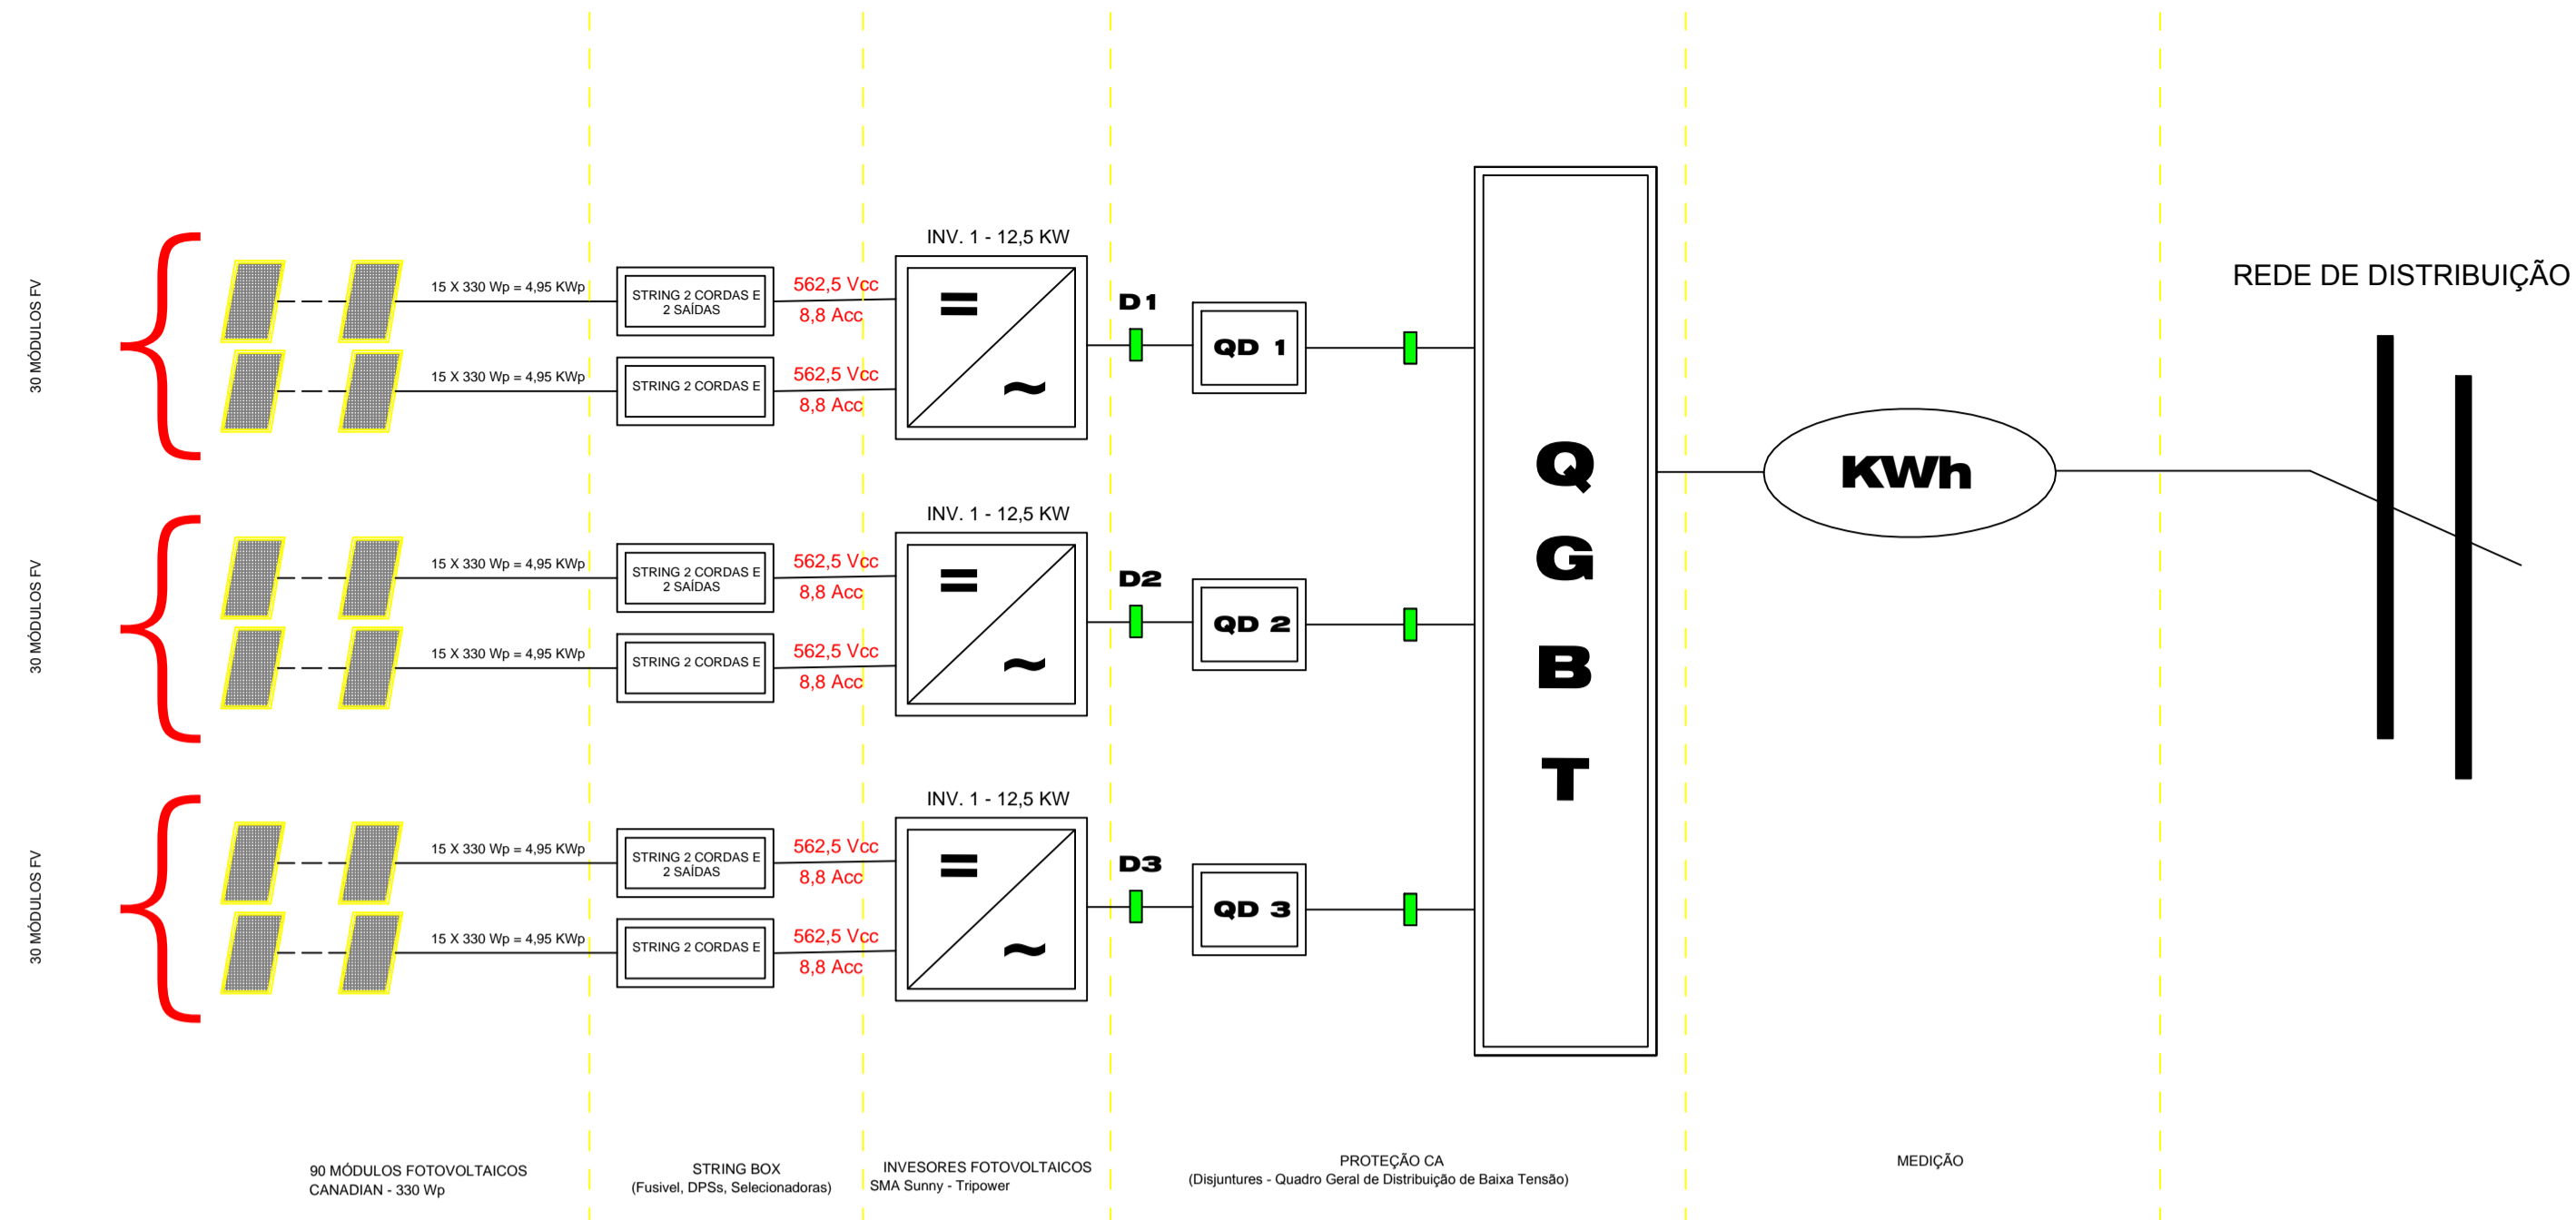 REDE DE DISTRIBUIÇÃO
30 MÓDULOS FV
15 X 330 Wp = 4,95 KWp
STRING 2 CORDAS E
2 SAÍDAS
562,5 Vcc
8,8 Acc
15 X 330 Wp = 4,95 KWp
STRING 2 CORDAS E
562,5 Vcc
8,8 Acc
INV. 1 - 12,5 KW
=
~
D1
QD 1
30 MÓDULOS FV
15 X 330 Wp = 4,95 KWp
STRING 2 CORDAS E
2 SAÍDAS
562,5 Vcc
8,8 Acc
15 X 330 Wp = 4,95 KWp
STRING 2 CORDAS E
562,5 Vcc
8,8 Acc
INV. 1 - 12,5 KW
=
~
D2
QD 2
30 MÓDULOS FV
15 X 330 Wp = 4,95 KWp
STRING 2 CORDAS E
2 SAÍDAS
562,5 Vcc
8,8 Acc
15 X 330 Wp = 4,95 KWp
STRING 2 CORDAS E
562,5 Vcc
8,8 Acc
INV. 1 - 12,5 KW
=
~
D3
QD 3
Q
G
B
T
KWh
90 MÓDULOS FOTOVOLTAICOS
CANADIAN - 330 Wp
STRING BOX
(Fusivel, DPSs, Selecionadoras)
INVESORES FOTOVOLTAICOS
SMA Sunny - Tripower
PROTEÇÃO CA
(Disjuntures - Quadro Geral de Distribuição de Baixa Tensão)
MEDIÇÃO